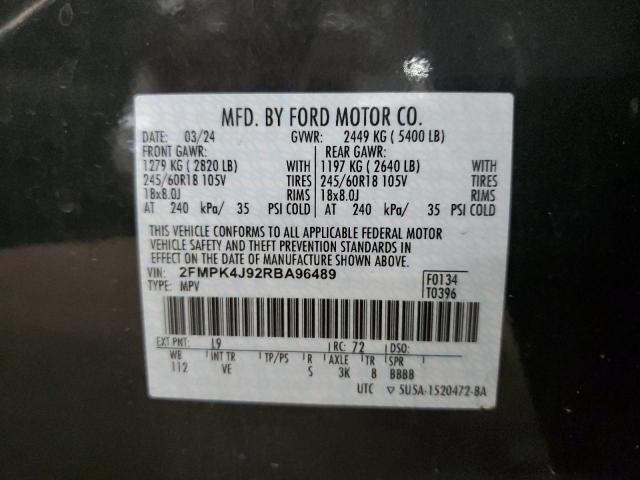 MFD. BY FORD MOTOR CO.
DATE: 03/24 GVWR: 2449 KG ( 5400 LB)
FRONT GAWR: REAR GAWR:
1279 KG ( 2820 LB) WITH 1197 KG ( 2640 LB) WITH
245/60R18 105V TIRES 245/60R18 105V TIRES
18x8.0J RIMS 18x8.0J RIMS
AT 240 kPa/ 35 PSI COLD AT 240 kPa/ 35 PSI COLD
THIS VEHICLE CONFORMS TO ALL APPLICABLE FEDERAL MOTOR
VEHICLE SAFETY AND THEFT PREVENTION STANDARDS IN
EFFECT ON THE DATE OF MANUFACTURE SHOWN ABOVE.
VIN: 2FMPK4J92RBA96489 F0134
TYPE: MPV T0396
EXT PNT: L9 RC: 72 DSO:
WB INT TR TP/PS R AXLE TR SPR
112 VE S 3K 8 BBBB
UTC ▽ 5U5A-1520472-BA